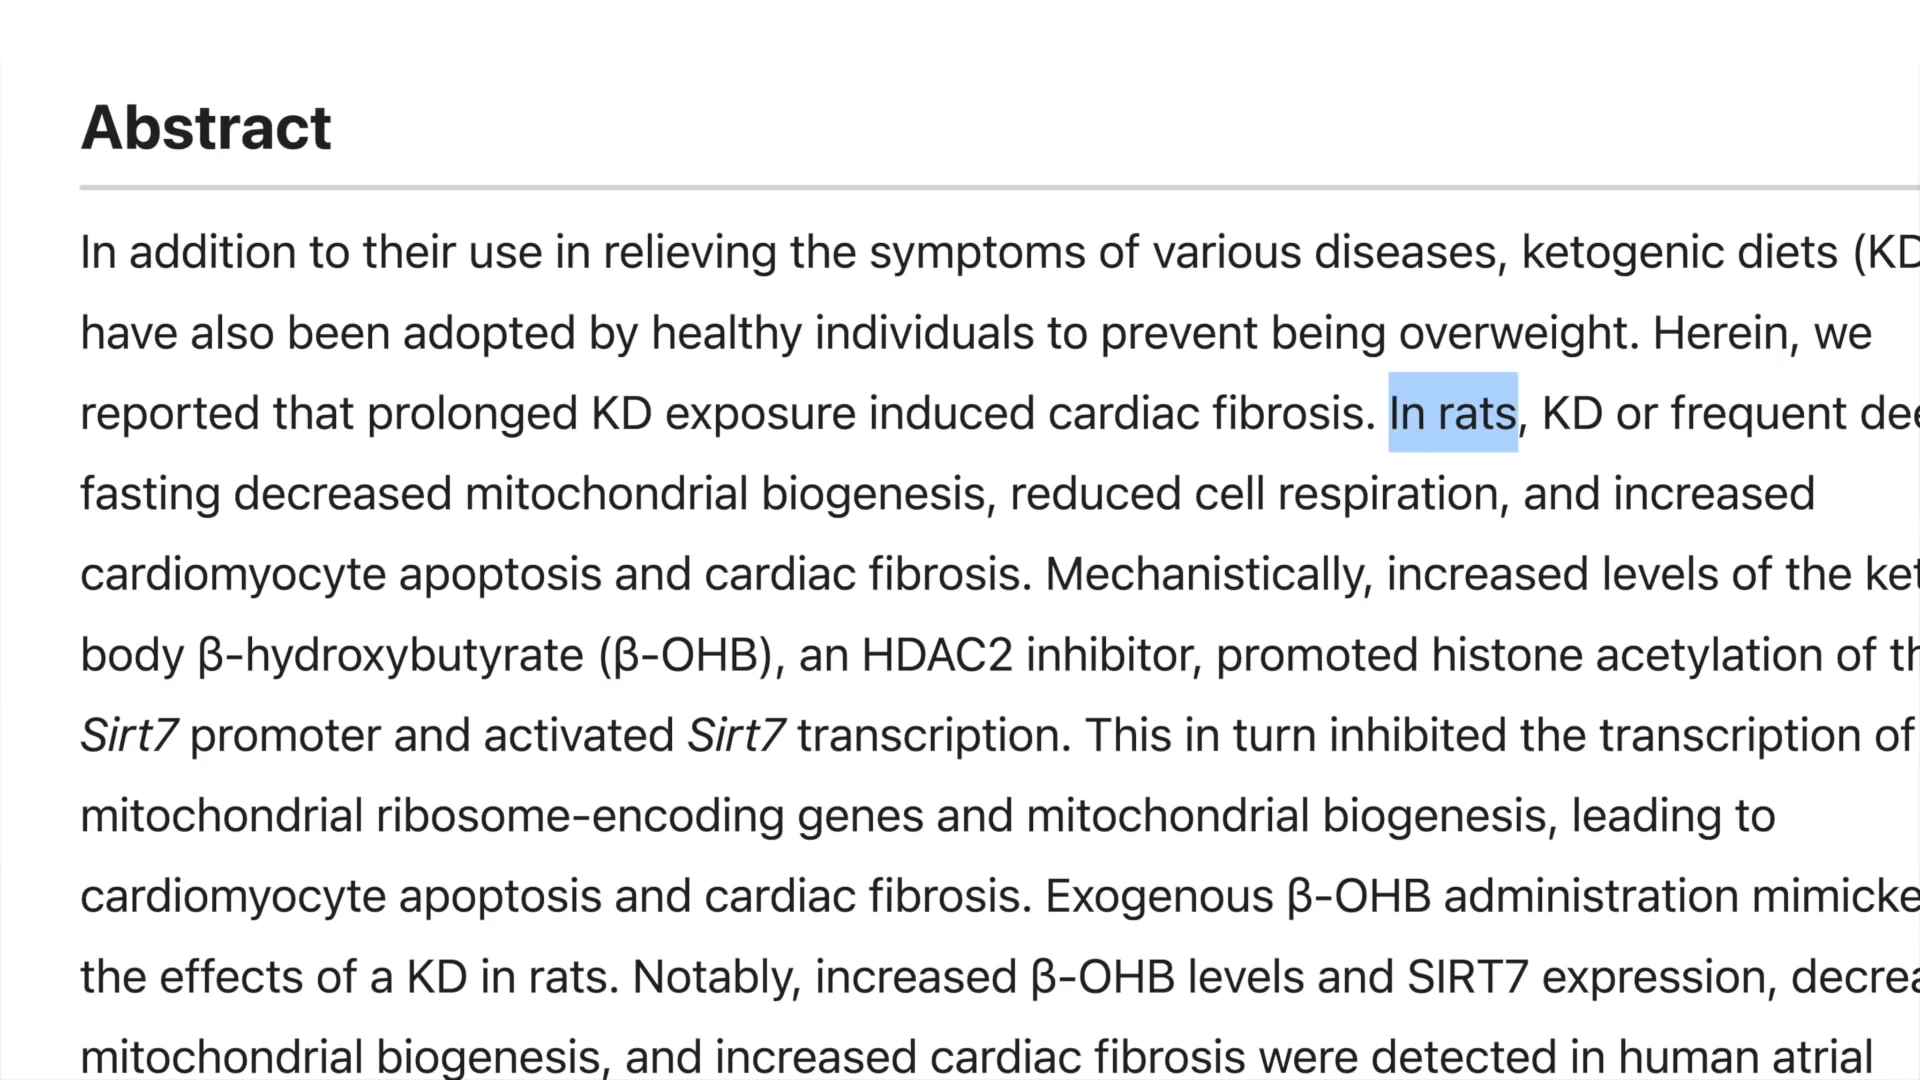 Abstract
In addition to their use in relieving the symptoms of various diseases, ketogenic diets (KD
have also been adopted by healthy individuals to prevent being overweight. Herein, we
reported that prolonged KD exposure induced cardiac fibrosis. In rats, KD or frequent
fasting decreased mitochondrial biogenesis, reduced cell respiration, and increased
cardiomyocyte apoptosis and cardiac fibrosis. Mechanistically, increased levels of the
body β-hydroxybutyrate (β-OHB), an HDAC2 inhibitor, promoted histone acetylation of
Sirt7 promoter and activated Sirt7 transcription. This in turn inhibited the transcription of
mitochondrial ribosome-encoding genes and mitochondrial biogenesis, leading to
cardiomyocyte apoptosis and cardiac fibrosis. Exogenous β-OHB administration
the effects of a KD in rats. Notably, increased β-OHB levels and SIRT7 expression,
mitochondrial biogenesis, and increased cardiac fibrosis were detected in human atrial